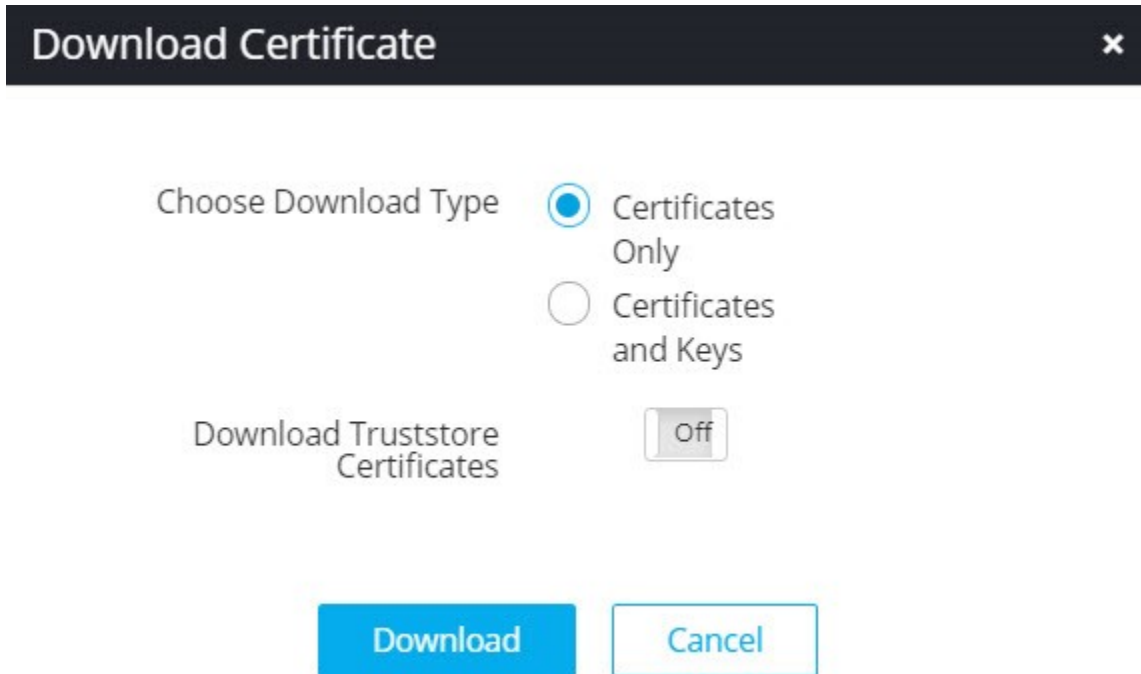 Download Certificate
Choose Download Type
Certificates
Only
Certificates
and Keys
Download Truststore
Certificates
Off
Download
Cancel